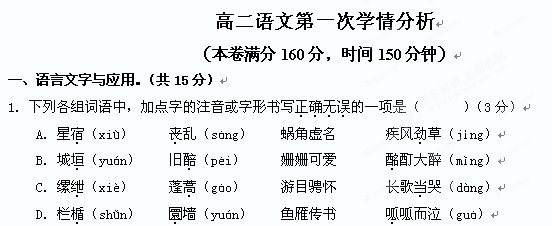 高二语文第一次学情分析
(本卷满分 160 分，时间 150 分钟)
一、语言文字与应用。（共 15 分）
1. 下列各组词语中，加点字的注音或字形书写正确无误的一项是（ ）（3 分）
A. 星宿（xiù） 丧乱（sāng） 蜗角虚名 疾风劲草（jìng）
B. 城垣（yuán） 旧醅（pèi） 姗姗可爱 酩酊大醉（mǐng）
C. 缧绁（xiè） 蓬蒿（gāo） 游目骋怀 长歌当哭（dàng）
D. 栏楯（shǔn） 圜墙（yuán） 鱼雁传书 呱呱而泣（guā）